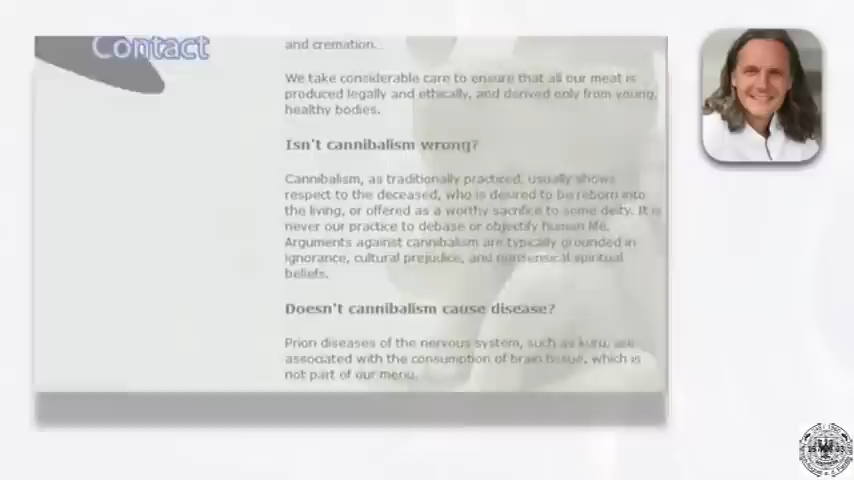 Contact
and cremation.
We take considerable care to ensure that all our meat is
produced legally and ethically, and derived only from young,
healthy bodies.
Isn't cannibalism wrong?
Cannibalism, as traditionally practiced, usually shows
respect to the deceased, who is desired to be reborn into
the living, or offered as a worthy sacrifice to some deity. It is
never our practice to debase or objectify human life.
Arguments against cannibalism are typically grounded in
ignorance, cultural prejudice, and nonsensical spiritual
beliefs.
Doesn't cannibalism cause disease?
Prion diseases of the nervous system, such as kuru, are
associated with the consumption of brain tissue, which is
not part of our menu.